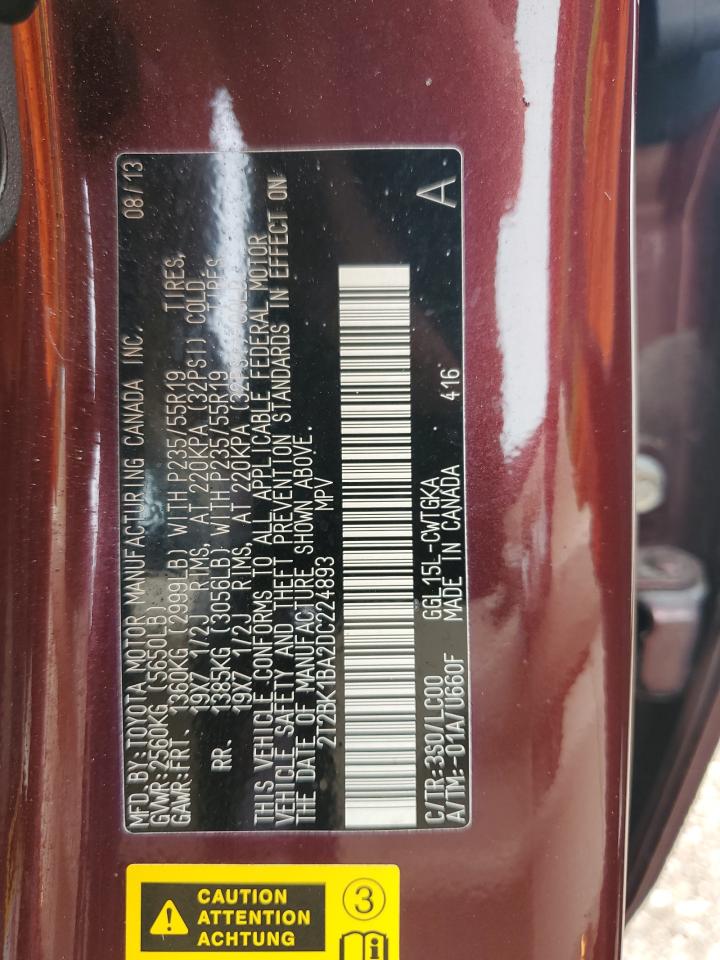 MFD.BY:TOYOTA MOTOR MANUFACTURING CANADA INC. 08/13
GVWR:2560KG (5650LB)
GAWR:FRT. 1360KG (2999LB) WITH P235/55R19 TIRES,
19X7 1/2J RIMS, AT 220KPA (32PSI) COLD
RR. 1385KG (3056LB) WITH P235/55R19 TIRES,
19X7 1/2J RIMS, AT 220KPA (32PSI) COLD
THIS VEHICLE CONFORMS TO ALL APPLICABLE FEDERAL MOTOR
VEHICLE SAFETY AND THEFT PREVENTION STANDARDS IN EFFECT ON
THE DATE OF MANUFACTURE SHOWN ABOVE.
2T2BK1BA2DC224893 MPV
C/TR:3S0/LC00 GGL15L-CWTGKA 416 A
A/TM:-01A/U660F MADE IN CANADA
CAUTION
ATTENTION
ACHTUNG
3
i